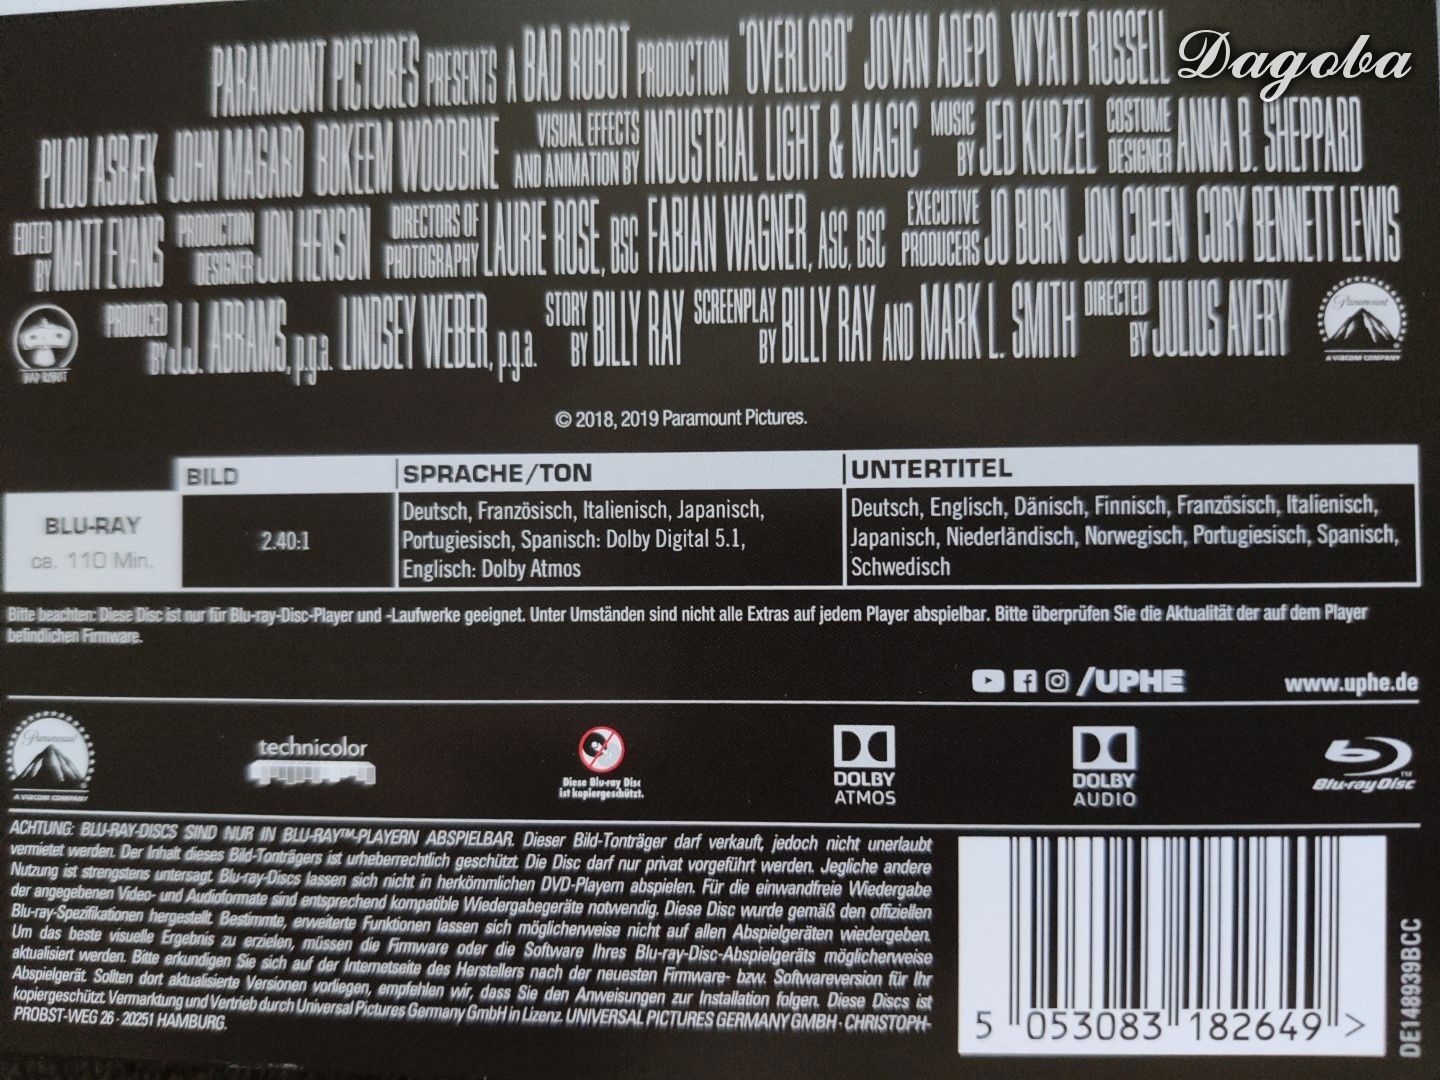 PARAMOUNT PICTURES PRESENTS A BAD ROBOT PRODUCTION "OVERLORD" JOVAN ADEPO WYATT RUSSELL
Dagoba
PILOU ASBÆK JOHN MAGARO BOKEEM WOODBINE VISUAL EFFECTS AND ANIMATION BY INDUSTRIAL LIGHT & MAGIC MUSIC BY JED KURZEL COSTUME DESIGNER ANNA B. SHEPPARD
EDITED BY MATT EVANS PRODUCTION DESIGNER JON HENSON DIRECTORS OF PHOTOGRAPHY LAURIE ROSE, BSC FABIAN WAGNER, ASC, BSC EXECUTIVE PRODUCERS JO BURN JON COHEN CORY BENNETT LEWIS
BAD ROBOT PRODUCED BY J.J. ABRAMS, p.g.a. LINDSEY WEBER, p.g.a. STORY BY BILLY RAY SCREENPLAY BY BILLY RAY AND MARK L. SMITH DIRECTED BY JULIUS AVERY Paramount A VIACOM COMPANY
© 2018, 2019 Paramount Pictures.
BILD SPRACHE/TON UNTERTITEL
BLU-RAY
ca. 110 Min.
2.40:1
Deutsch, Französisch, Italienisch, Japanisch,
Portugiesisch, Spanisch: Dolby Digital 5.1,
Englisch: Dolby Atmos
Deutsch, Englisch, Dänisch, Finnisch, Französisch, Italienisch,
Japanisch, Niederländisch, Norwegisch, Portugiesisch, Spanisch,
Schwedisch
Bitte beachten: Diese Disc ist nur für Blu-ray-Disc-Player und -Laufwerke geeignet. Unter Umständen sind nicht alle Extras auf jedem Player abspielbar. Bitte überprüfen Sie die Aktualität der auf dem Player
befindlichen Firmware.
/UPHE www.uphe.de
Paramount
A VIACOM COMPANY
technicolor
Diese Blu-ray Disc
ist kopiergeschützt.
DOLBY
ATMOS
DOLBY
AUDIO
Blu-ray Disc™
ACHTUNG: BLU-RAY-DISCS SIND NUR IN BLU-RAY™-PLAYERN ABSPIELBAR. Dieser Bild-Tonträger darf verkauft, jedoch nicht unerlaubt
vermietet werden. Der Inhalt dieses Bild-Tonträgers ist urheberrechtlich geschützt. Die Disc darf nur privat vorgeführt werden. Jegliche andere
Nutzung ist strengstens untersagt. Blu-ray-Discs lassen sich nicht in herkömmlichen DVD-Playern abspielen. Für die einwandfreie Wiedergabe
der angegebenen Video- und Audioformate sind entsprechend kompatible Wiedergabegeräte notwendig. Diese Disc wurde gemäß den offiziellen
Blu-ray-Spezifikationen hergestellt. Bestimmte, erweiterte Funktionen lassen sich möglicherweise nicht auf allen Abspielgeräten wiedergeben.
Um das beste visuelle Ergebnis zu erzielen, müssen die Firmware oder die Software Ihres Blu-ray-Disc-Abspielgeräts möglicherweise
aktualisiert werden. Bitte erkundigen Sie sich auf der Internetseite des Herstellers nach der neuesten Firmware- bzw. Softwareversion für Ihr
Abspielgerät. Sollten dort aktualisierte Versionen vorliegen, empfehlen wir, dass Sie den Anweisungen zur Installation folgen. Diese Disc ist
kopiergeschützt. Vermarktung und Vertrieb durch Universal Pictures Germany GmbH in Lizenz. UNIVERSAL PICTURES GERMANY GMBH · CHRISTOPH-
PROBST-WEG 26 · 20251 HAMBURG.
5 053083 182649 >
DE148939BCC